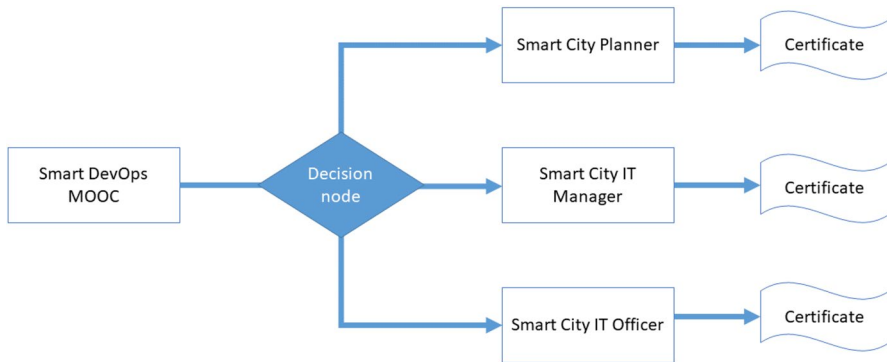 Smart City Planner
Certificate
Smart DevOps
MOOC
Decision
node
Smart City IT
Manager
Certificate
Smart City IT Officer
Certificate